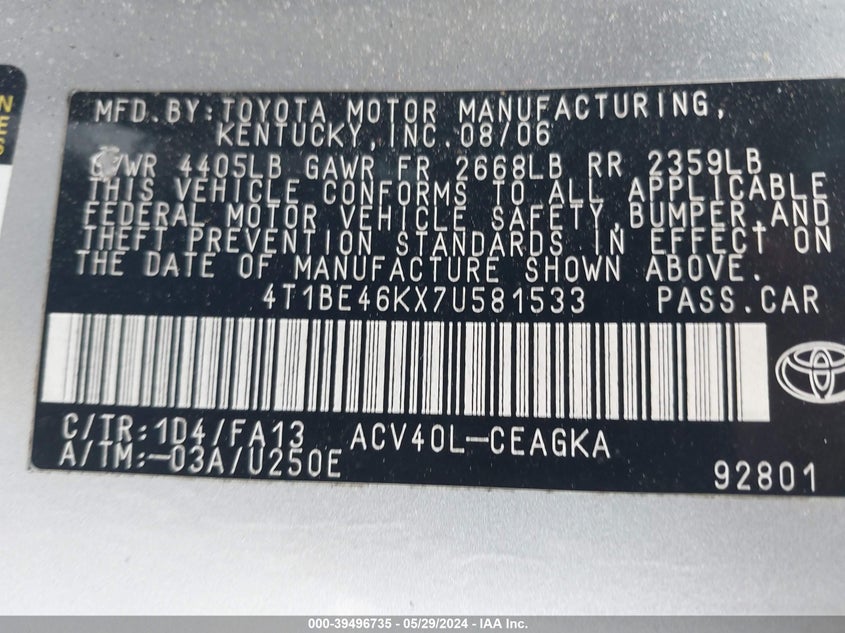 N
E
S
MFD.BY:TOYOTA MOTOR MANUFACTURING,
KENTUCKY,INC.08/06
GVWR 4405LB GAWR FR 2668LB RR 2359LB
THIS VEHICLE CONFORMS TO ALL APPLICABLE
FEDERAL MOTOR VEHICLE SAFETY,BUMPER,AND
THEFT PREVENTION STANDARDS IN EFFECT ON
THE DATE OF MANUFACTURE SHOWN ABOVE.
4T1BE46KX7U581533 PASS.CAR
C/TR:1D4/FA13 ACV40L-CEAGKA
A/TM:-03A/U250E 92801
000-39496735 - 05/29/2024 - IAA Inc.